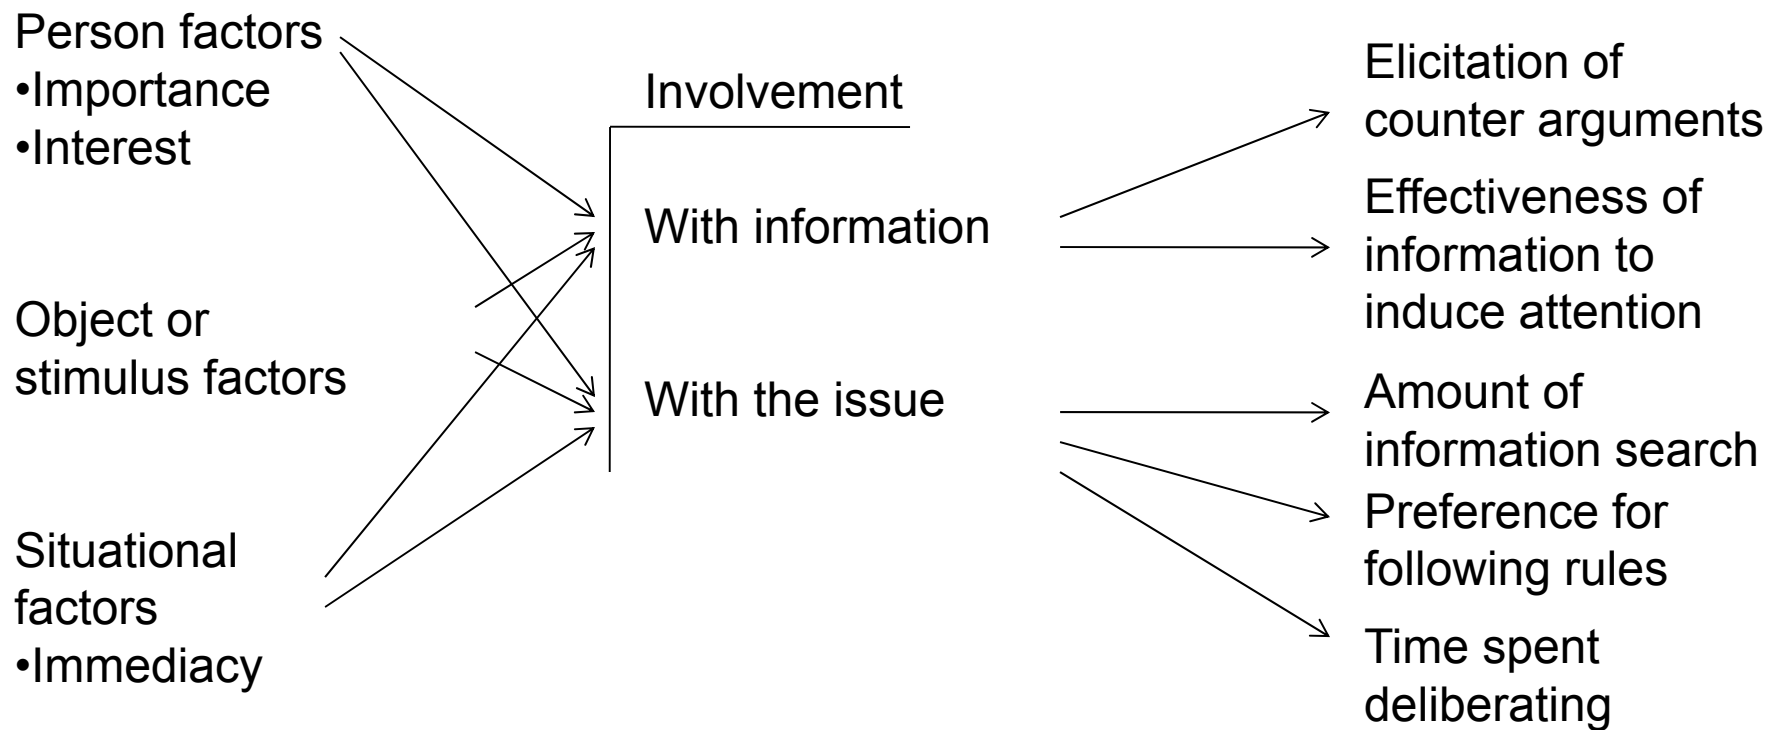 Person factors
•Importance
•Interest
Object or
stimulus factors
Situational
factors
•Immediacy
Involvement
With information
With the issue
Elicitation of
counter arguments
Effectiveness of
information to
induce attention
Amount of
information search
Preference for
following rules
Time spent
deliberating